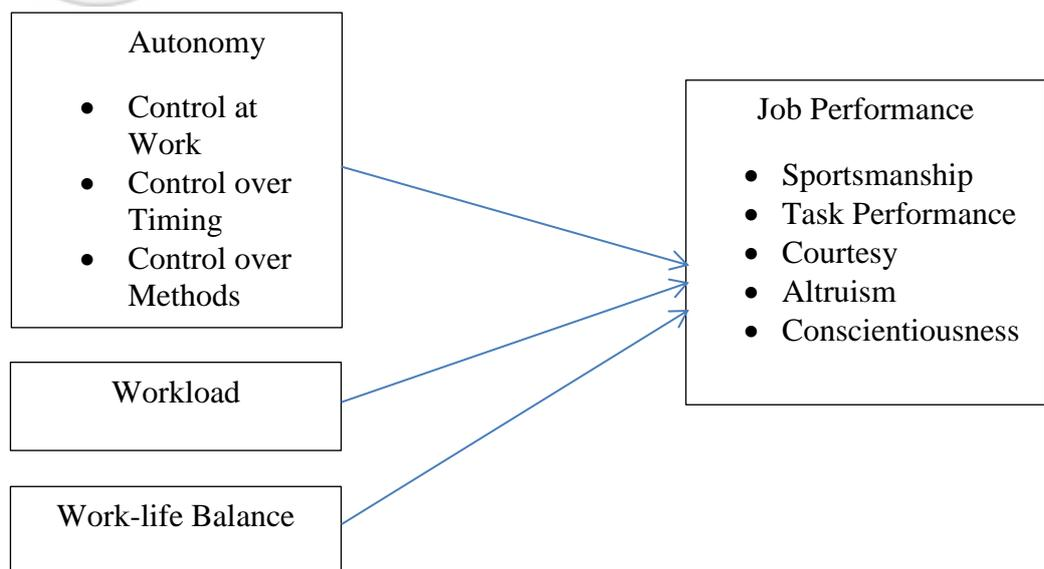 Autonomy
• Control at
Work
• Control over
Timing
• Control over
Methods
Workload
Work-life Balance
Job Performance
• Sportsmanship
• Task Performance
• Courtesy
• Altruism
• Conscientiousness